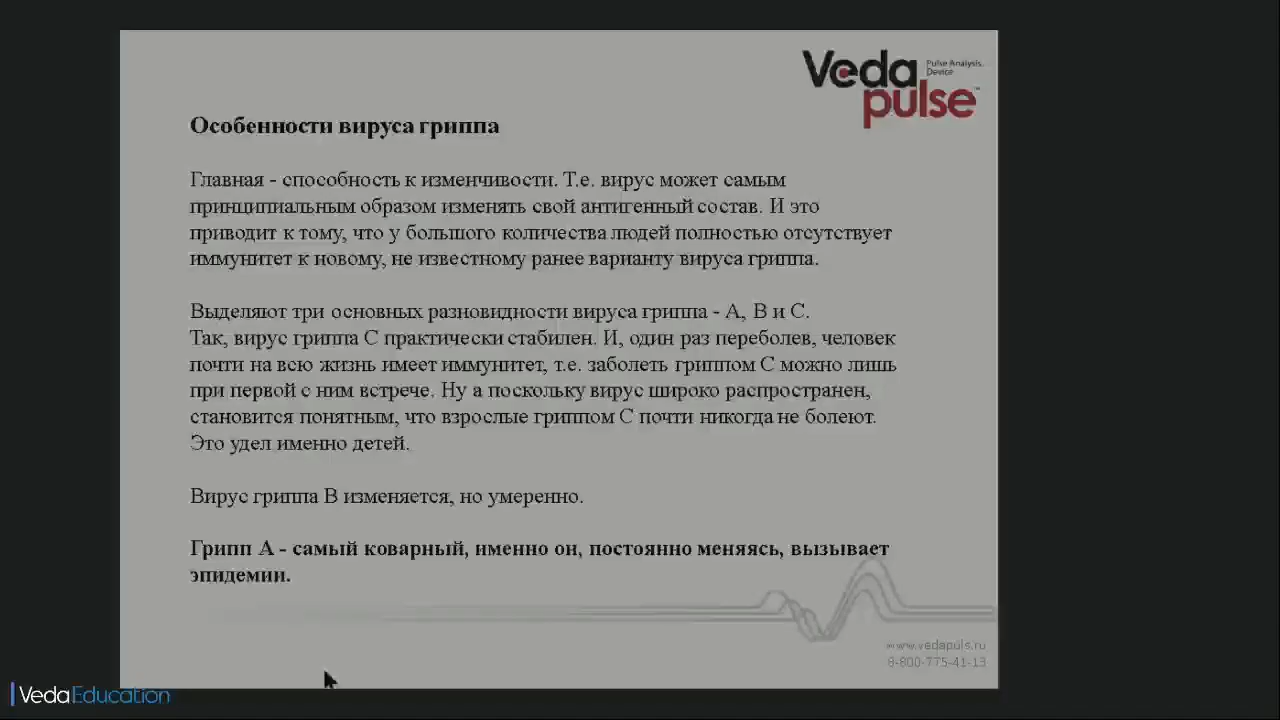 Veda
Pulse Analysis
Device
pulse
Особенности вируса гриппа
Главная - способность к изменчивости. Т.е. вирус может самым
принципиальным образом изменять свой антигенный состав. И это
приводит к тому, что у большого количества людей полностью отсутствует
иммунитет к новому, не известному ранее варианту вируса гриппа.
Выделяют три основных разновидности вируса гриппа - А, В и С.
Так, вирус гриппа С практически стабилен. И, один раз переболев, человек
почти на всю жизнь имеет иммунитет, т.е. заболеть гриппом С можно лишь
при первой с ним встрече. Ну а поскольку вирус широко распространен,
становится понятным, что взрослые гриппом С почти никогда не болеют.
Это удел именно детей.
Вирус гриппа В изменяется, но умеренно.
Грипп А - самый коварный, именно он, постоянно меняясь, вызывает
эпидемии.
www.vedapuls.ru
8-800-775-41-13
VedaEducation